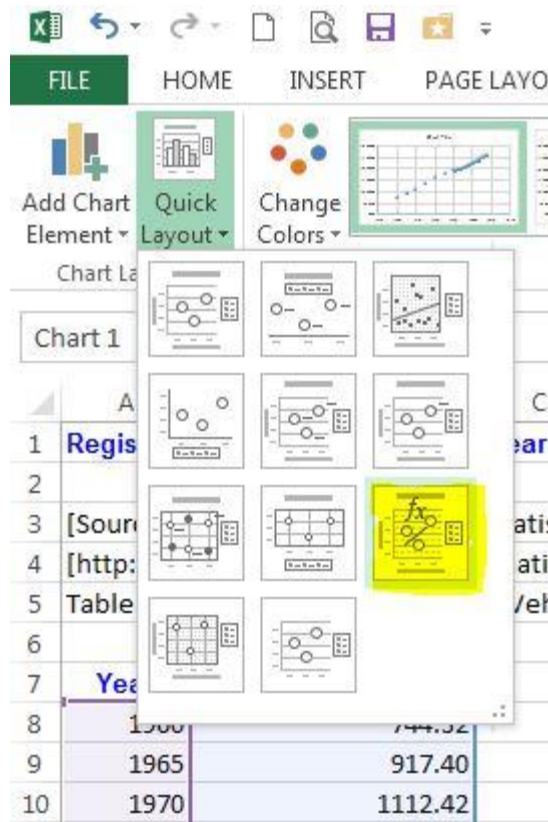 FILE HOME INSERT PAGE LAYO
Add Chart Element
Quick Layout
Change Colors
Chart La
Chart 1
A C
1 Regis ear
2
3 [Sour atis
4 [http: ati
5 Table Veh
6
7 Yea
8
9 1965 917.40
10 1970 1112.42
fx